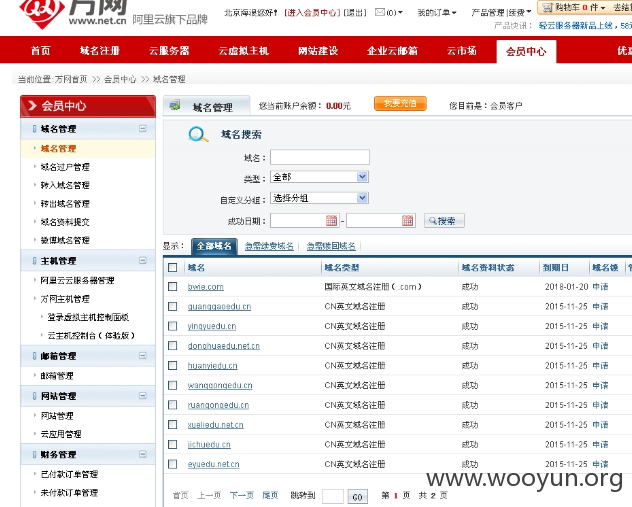 万网
www.net.cn 阿里云旗下品牌
北京海淀您好! [进入会员中心] [退出] (0) 我的订单 产品管理|续费 购物车 0 件 去结
产品快讯: 轻云服务器新品上线,58
首页 域名注册 云服务器 云虚拟主机 网站建设 企业云邮箱 云市场 会员中心 优
当前位置:万网首页 >> 会员中心 >> 域名管理
会员中心
域名管理
域名管理
域名过户管理
转入域名管理
转出域名管理
域名资料提交
主机管理
阿里云云服务器管理
万网主机管理
登录虚拟主机控制面板
云主机控制台(体验版)
邮箱管理
邮箱管理
网站管理
网站管理
云应用管理
财务管理
已付款订单管理
未付款订单管理
域名管理 您当前账户余额: 0.00元 我要充值 您目前是:会员客户
域名搜索
域名:
类型: 全部
自定义分组: 选择分组
成功日期: - 搜索
显示: 全部域名 急需续费域名 急需赎回域名
域名 域名类型 域名资料状态 到期日 域名锁
bwie.com 国际英文域名注册(.com) 成功 2018-01-20 申请
guanggaoedu.cn CN英文域名注册 成功 2015-11-25 申请
yingyuedu.cn CN英文域名注册 成功 2015-11-25 申请
donghuaedu.net.cn CN英文域名注册 成功 2015-11-25 申请
huanyiedu.cn CN英文域名注册 成功 2015-11-25 申请
wanggongedu.cn CN英文域名注册 成功 2015-11-25 申请
ruangongedu.cn CN英文域名注册 成功 2015-11-25 申请
xueliedu.net.cn CN英文域名注册 成功 2015-11-25 申请
jichuedu.cn CN英文域名注册 成功 2015-11-25 申请
eyuedu.net.cn CN英文域名注册 成功 2015-11-25 申请
首页 上一页 下一页 尾页 跳转到 GO 第 1 页 共 2 页
www.wooyun.org